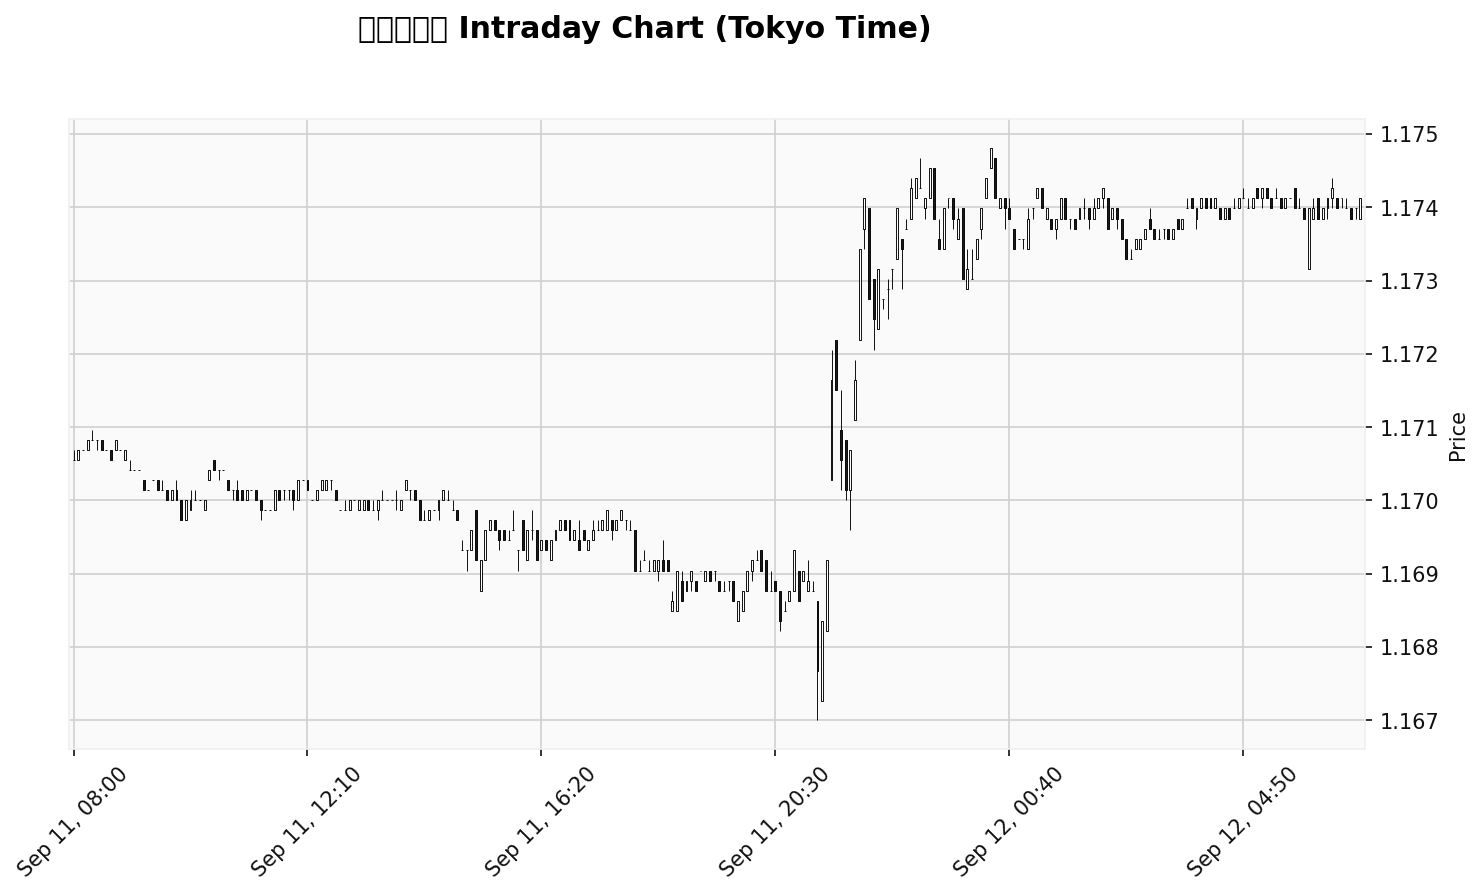 Intraday Chart (Tokyo Time)
1.175
1.174
1.173
1.172
1.171
1.170
1.169
1.168
1.167
Price
Sep 11, 08:00
Sep 11, 12:10
Sep 11, 16:20
Sep 11, 20:30
Sep 12, 00:40
Sep 12, 04:50